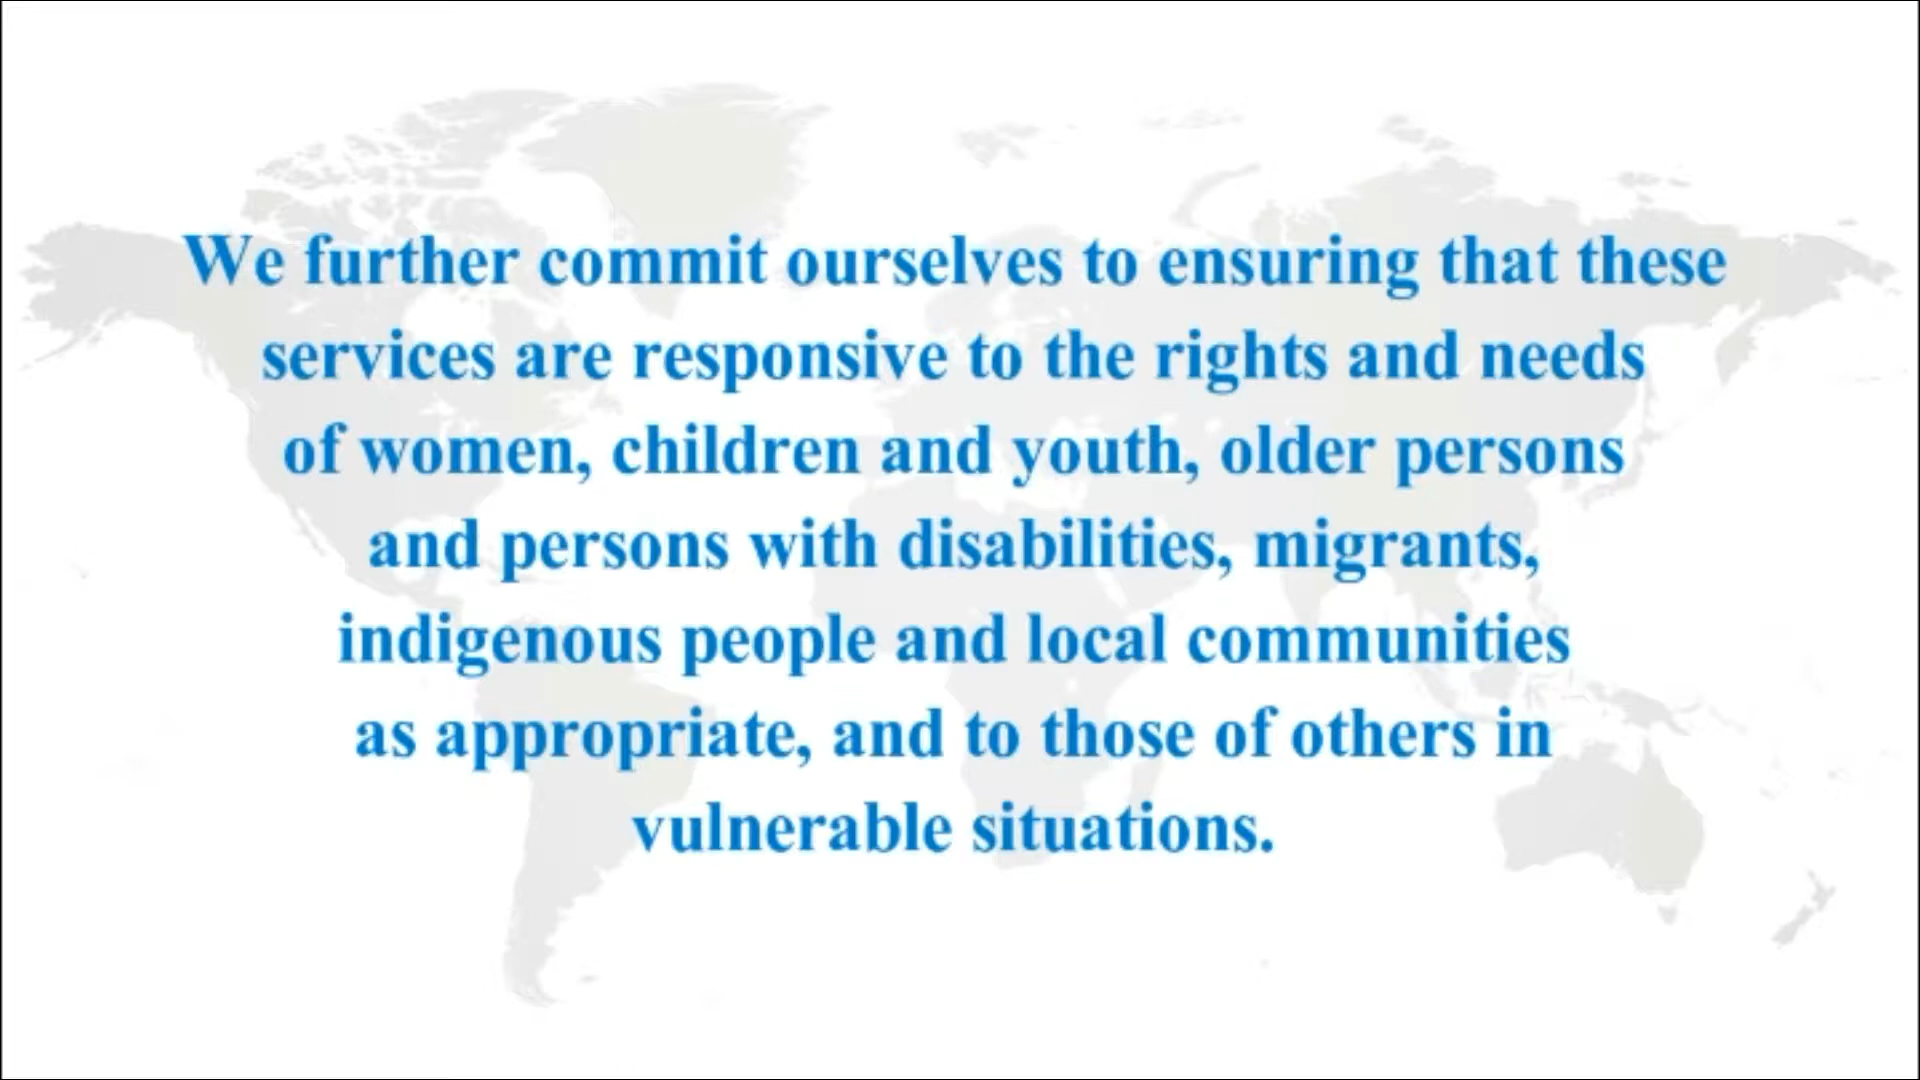 We further commit ourselves to ensuring that these
services are responsive to the rights and needs
of women, children and youth, older persons
and persons with disabilities, migrants,
indigenous people and local communities
as appropriate, and to those of others in
vulnerable situations.